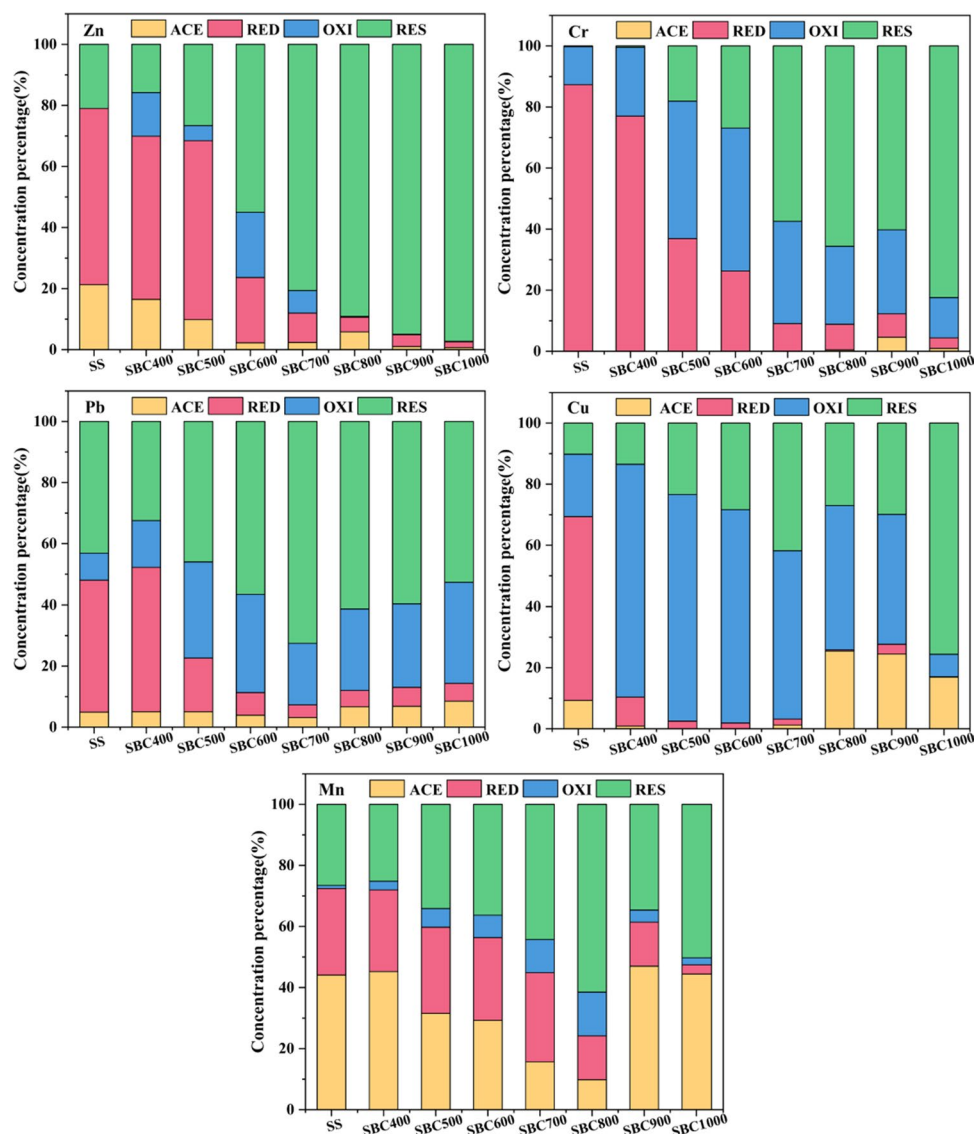 Zn ACE RED OXI RES
Concentration percentage(%)
100
80
60
40
20
0
SS SBC400 SBC500 SBC600 SBC700 SBC800 SBC900 SBC1000
Cr ACE RED OXI RES
Concentration percentage(%)
100
80
60
40
20
0
SS SBC400 SBC500 SBC600 SBC700 SBC800 SBC900 SBC1000
Pb ACE RED OXI RES
Concentration percentage(%)
100
80
60
40
20
0
SS SBC400 SBC500 SBC600 SBC700 SBC800 SBC900 SBC1000
Cu ACE RED OXI RES
Concentration percentage(%)
100
80
60
40
20
0
SS SBC400 SBC500 SBC600 SBC700 SBC800 SBC900 SBC1000
Mn ACE RED OXI RES
Concentration percentage(%)
100
80
60
40
20
0
SS SBC400 SBC500 SBC600 SBC700 SBC800 SBC900 SBC1000